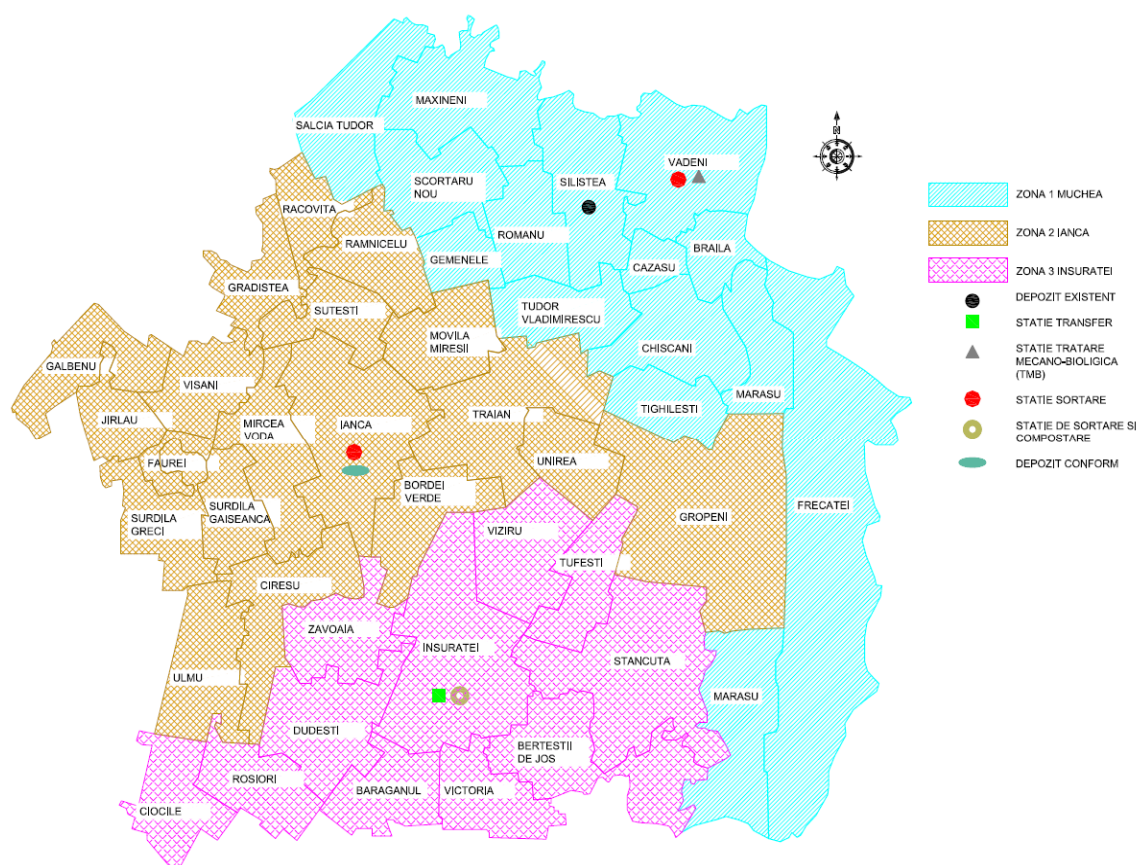 MAXINENI
SALCIA TUDOR
VADENI
SCORTARU
NOU
SILISTEA
RACOVITA
ROMANU
RAMNICELU
GEMENELE
CAZASU
BRAILA
GRADISTEA
SUTESTI
TUDOR
VLADIMIRESCU
MOVILA
MIRESII
CHISCANI
GALBENU
VISANI
MARASU
JIRLAU
MIRCEA
VODA
IANCA
TRAIAN
TIGHILESTI
FAUREI
UNIREA
BORDEI
VERDE
SURDILA
GAISEANCA
SURDILA
GRECI
GROPENI
FRECATEI
VIZIRU
TUFESTI
CIRESU
ZAVOAIA
INSURATEI
STANCUTA
ULMU
MARASU
DUDESTI
BERTESTII
DE JOS
ROSIORI
BARAGANUL
VICTORIA
CIOCILE
N
ZONA 1 MUCHEA
ZONA 2 IANCA
ZONA 3 INSURATEI
DEPOZIT EXISTENT
STATIE TRANSFER
STATIE TRATARE
MECANO-BIOLIGICA
(TMB)
STATIE SORTARE
STATIE DE SORTARE SI
COMPOSTARE
DEPOZIT CONFORM